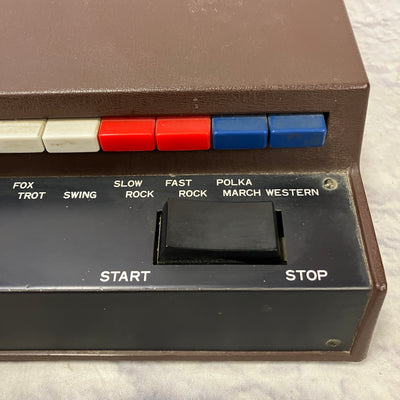 FOX SLOW FAST POLKA
TROT SWING ROCK ROCK MARCH WESTERN
START STOP